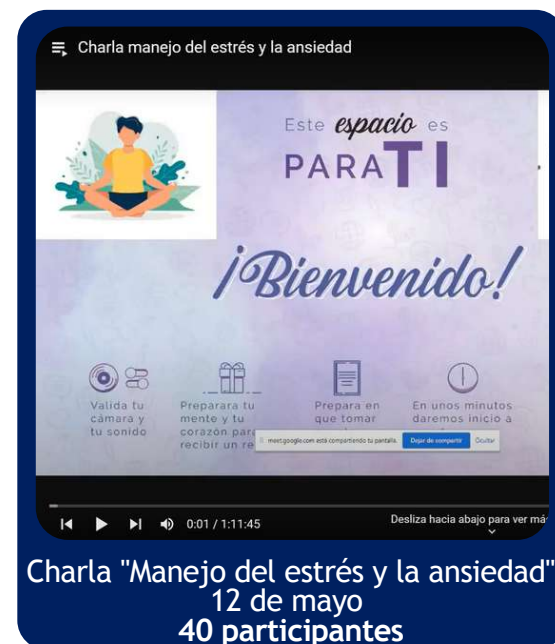 Charla manejo del estrés y la ansiedad
Este espacio es
PARA TI
¡Bienvenido!
Valida tu
cámara y
tu sonido
Preparara tu
mente y tu
corazón para
recibir un re
Prepara en
que tomar
En unos minutos
daremos inicio a
meet.google.com está compartiendo tu pantalla.
Dejar de compartir
Ocultar
0:01 / 1:11:45
Desliza hacia abajo para ver más
Charla "Manejo del estrés y la ansiedad"
12 de mayo
40 participantes